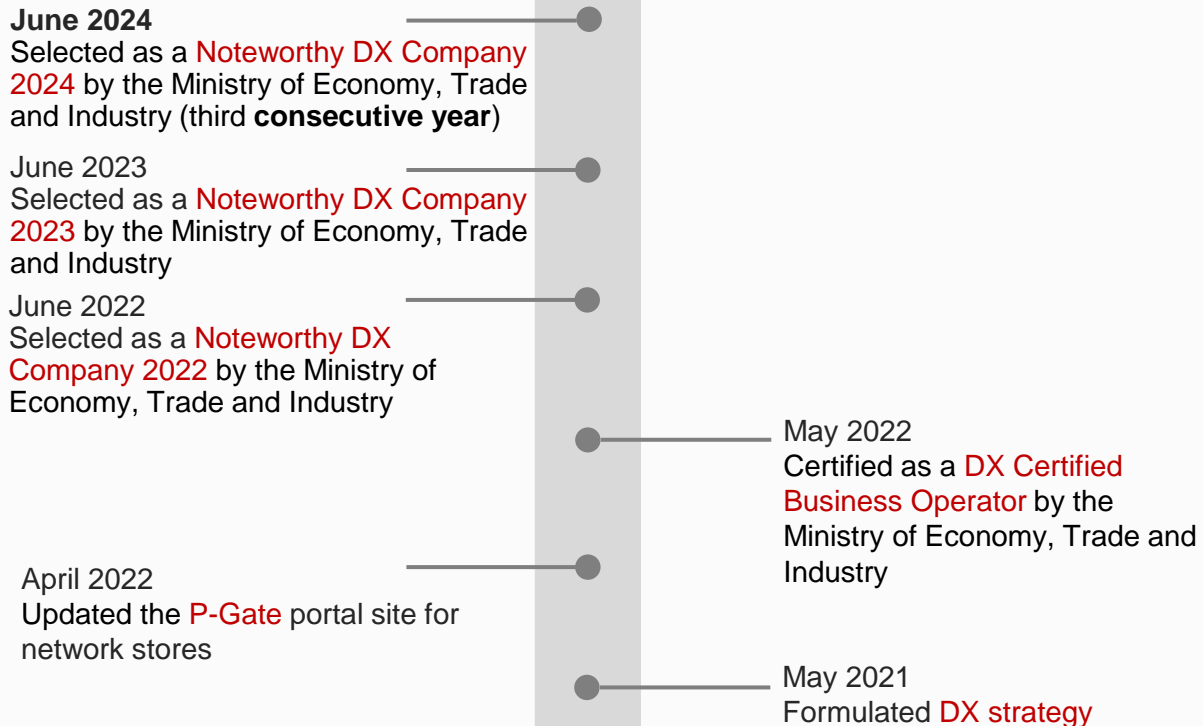 June 2024
Selected as a Noteworthy DX Company
2024 by the Ministry of Economy, Trade
and Industry (third consecutive year)
June 2023
Selected as a Noteworthy DX Company
2023 by the Ministry of Economy, Trade
and Industry
June 2022
Selected as a Noteworthy DX
Company 2022 by the Ministry of
Economy, Trade and Industry
May 2022
Certified as a DX Certified
Business Operator by the
Ministry of Economy, Trade and
Industry
April 2022
Updated the P-Gate portal site for
network stores
May 2021
Formulated DX strategy